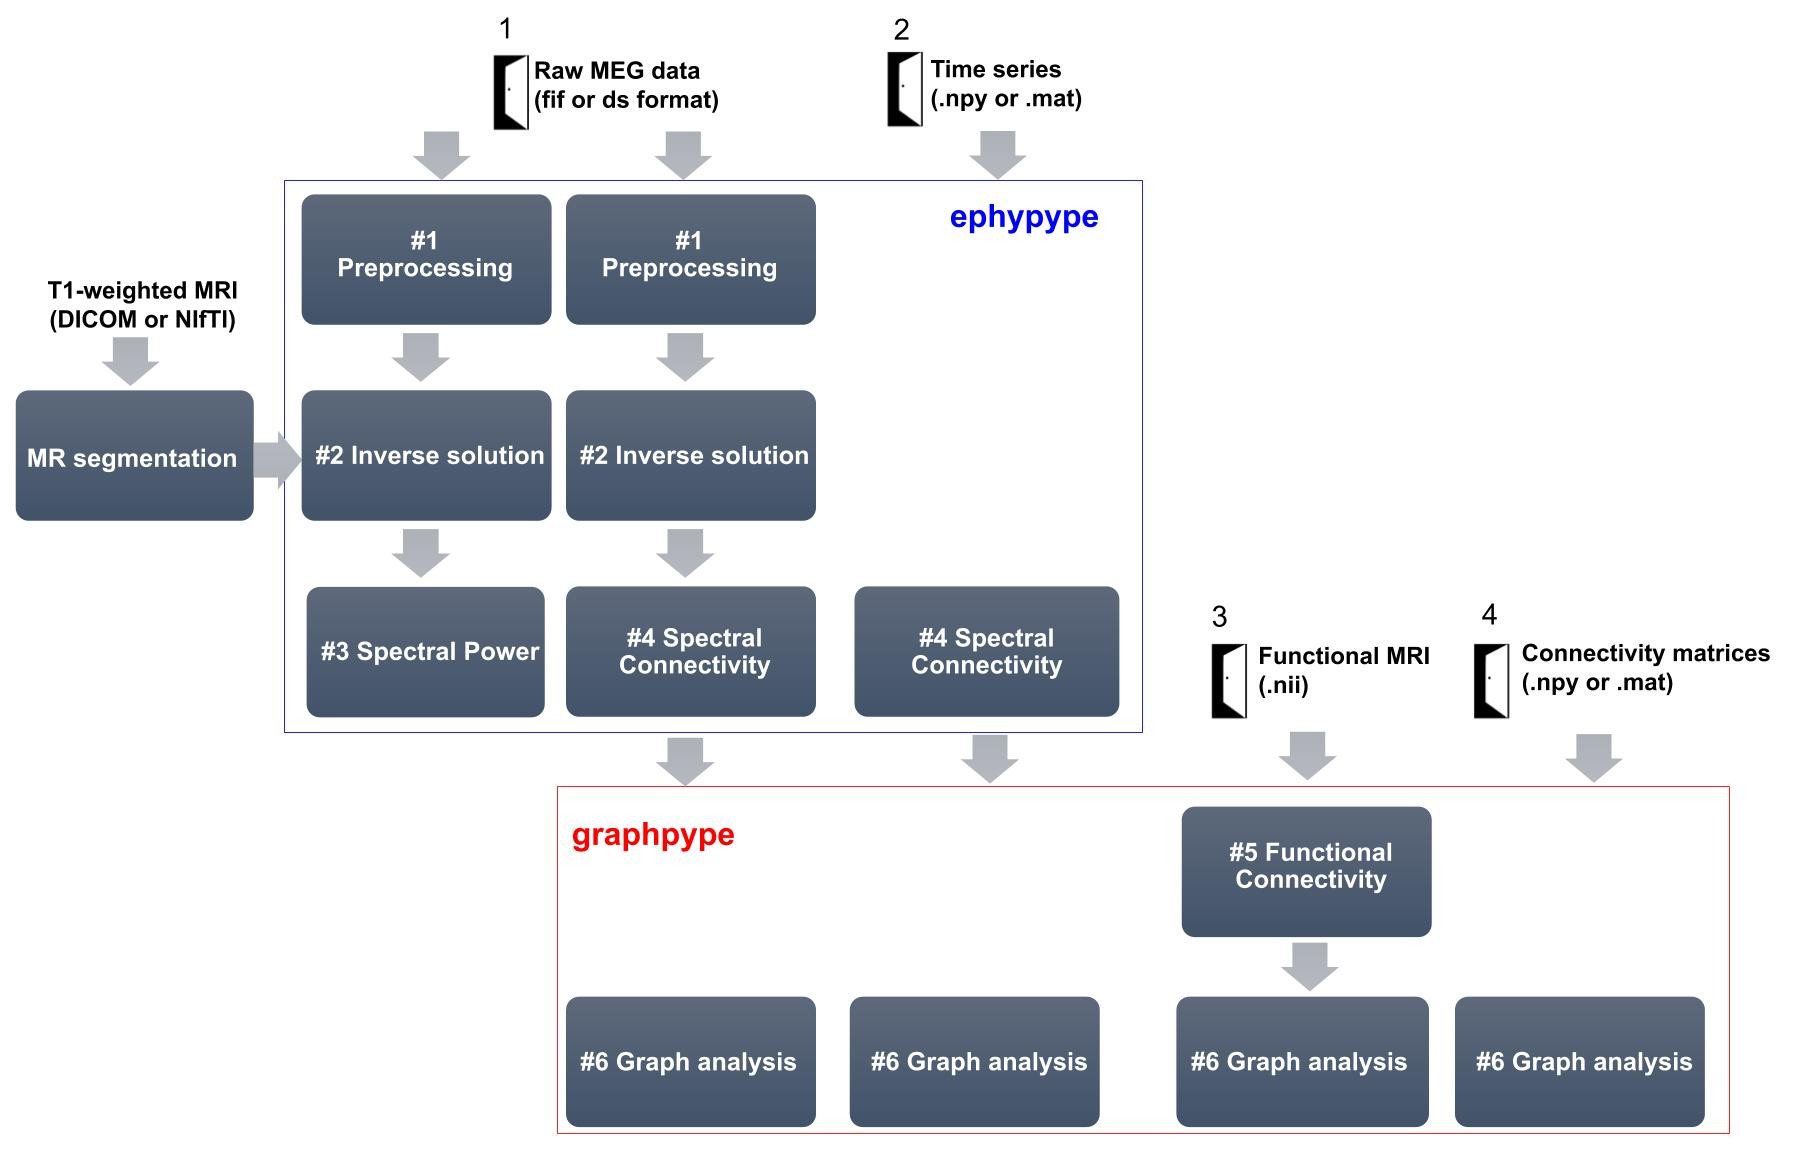 1
Raw MEG data
(fif or ds format)
2
Time series
(.npy or .mat)
ephypype
#1
Preprocessing
#1
Preprocessing
T1-weighted MRI
(DICOM or NIfTI)
MR segmentation
#2 Inverse solution
#2 Inverse solution
#3 Spectral Power
#4 Spectral
Connectivity
#4 Spectral
Connectivity
3
Functional MRI
(.nii)
4
Connectivity matrices
(.npy or .mat)
graphpype
#5 Functional
Connectivity
#6 Graph analysis
#6 Graph analysis
#6 Graph analysis
#6 Graph analysis